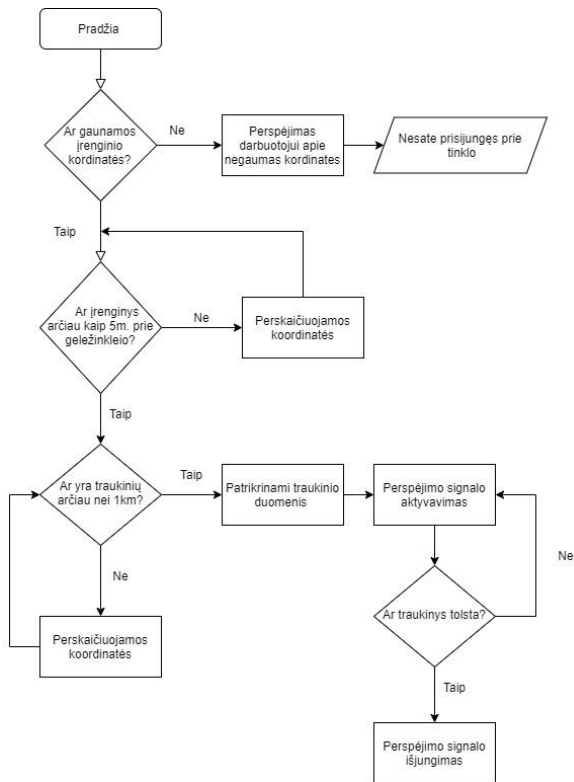 Pradžia
Ar gaunamos
įrenginio
kordinatės?
Ne
Perspėjimas
darbuotojui apie
negaumas kordinates
Nesate prisijungęs prie
tinklo
Taip
Ar įrenginys
arčiau kaip 5m. prie
geležinkleio?
Ne
Perskaičiuojamos
koordinatės
Taip
Ar yra traukinių
arčiau nei 1km?
Taip
Patrikrinami traukinio
duomenis
Perspėjimo signalo
aktyvavimas
Ne
Ne
Perskaičiuojamos
koordinatės
Ar traukinys tolsta?
Taip
Perspėjimo signalo
išjungimas